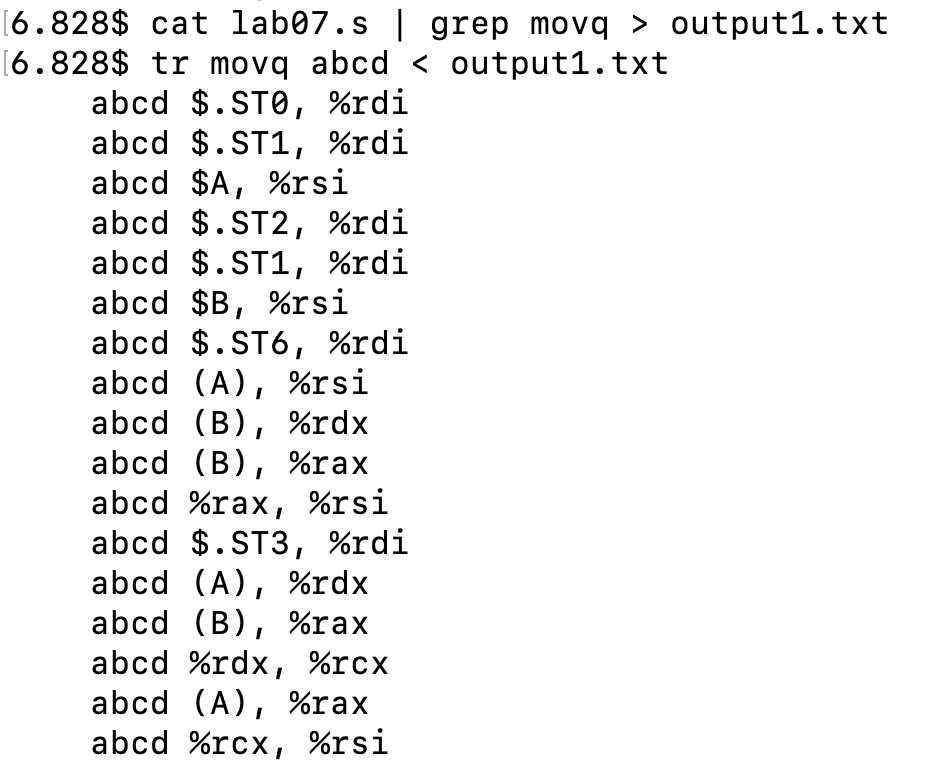 [6.828$ cat lab07.s | grep movq > output1.txt
[6.828$ tr movq abcd < output1.txt
    abcd $.ST0, %rdi
    abcd $.ST1, %rdi
    abcd $A, %rsi
    abcd $.ST2, %rdi
    abcd $.ST1, %rdi
    abcd $B, %rsi
    abcd $.ST6, %rdi
    abcd (A), %rsi
    abcd (B), %rdx
    abcd (B), %rax
    abcd %rax, %rsi
    abcd $.ST3, %rdi
    abcd (A), %rdx
    abcd (B), %rax
    abcd %rdx, %rcx
    abcd (A), %rax
    abcd %rcx, %rsi